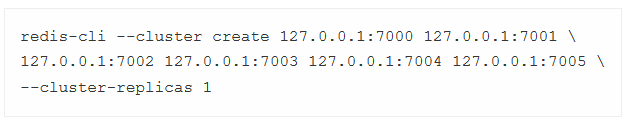 redis-cli --cluster create 127.0.0.1:7000 127.0.0.1:7001 \
127.0.0.1:7002 127.0.0.1:7003 127.0.0.1:7004 127.0.0.1:7005 \
--cluster-replicas 1